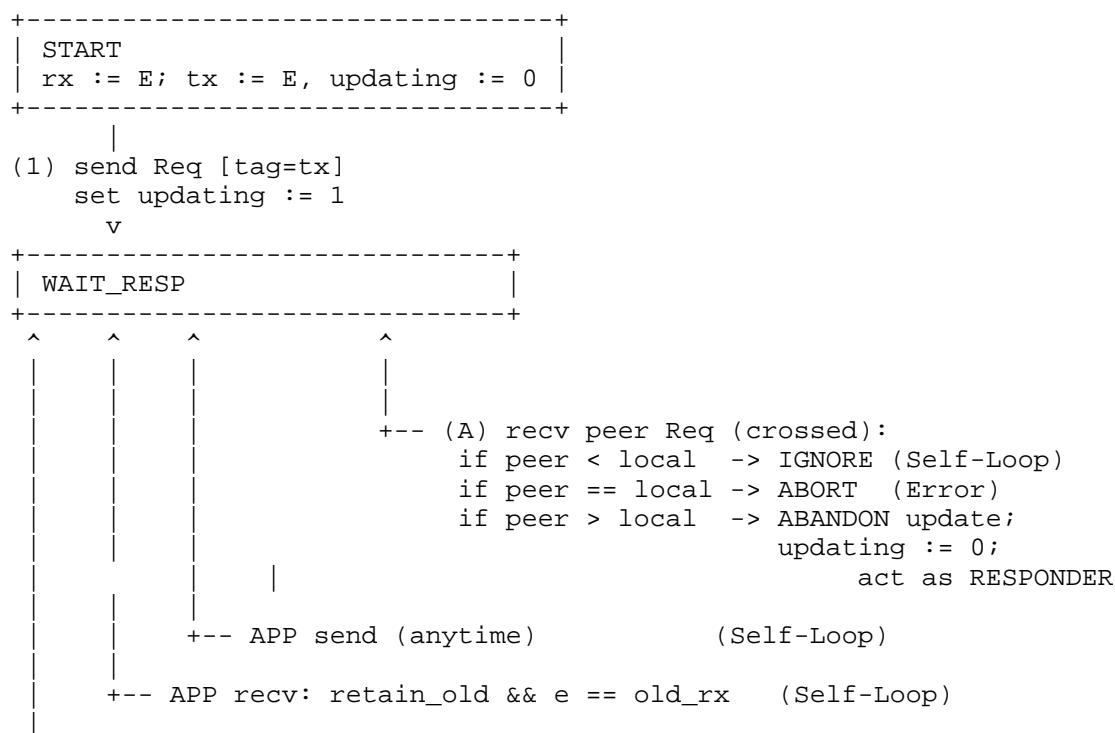 +---------------------------------+
| START                           |
| rx := E; tx := E, updating := 0 |
+---------------------------------+
      |
(1) send Req [tag=tx]
    set updating := 1
      v
+------------------------------+
| WAIT_RESP                    |
+------------------------------+
 ^    ^    ^           ^
 |    |    |           |
 |    |    |           |
 |    |    |           +-- (A) recv peer Req (crossed):
 |    |    |                if peer < local  -> IGNORE (Self-Loop)
 |    |    |                if peer == local -> ABORT  (Error)
 |    |    |                if peer > local  -> ABANDON update;
 |    |    |                                    updating := 0;
 |         |    |                                    act as RESPONDER
 |    |    |
 |    |    +-- APP send (anytime)           (Self-Loop)
 |    |
 |    +-- APP recv: retain_old && e == old_rx   (Self-Loop)
 |